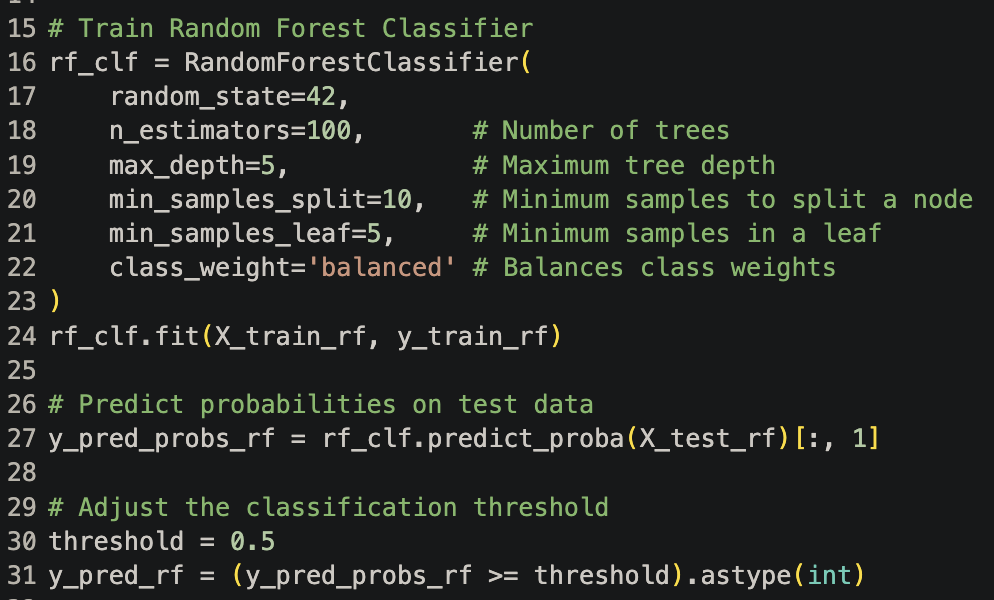 15 # Train Random Forest Classifier
16 rf_clf = RandomForestClassifier(
17     random_state=42,
18     n_estimators=100,       # Number of trees
19     max_depth=5,            # Maximum tree depth
20     min_samples_split=10,   # Minimum samples to split a node
21     min_samples_leaf=5,     # Minimum samples in a leaf
22     class_weight='balanced' # Balances class weights
23 )
24 rf_clf.fit(X_train_rf, y_train_rf)
25
26 # Predict probabilities on test data
27 y_pred_probs_rf = rf_clf.predict_proba(X_test_rf)[:, 1]
28
29 # Adjust the classification threshold
30 threshold = 0.5
31 y_pred_rf = (y_pred_probs_rf >= threshold).astype(int)